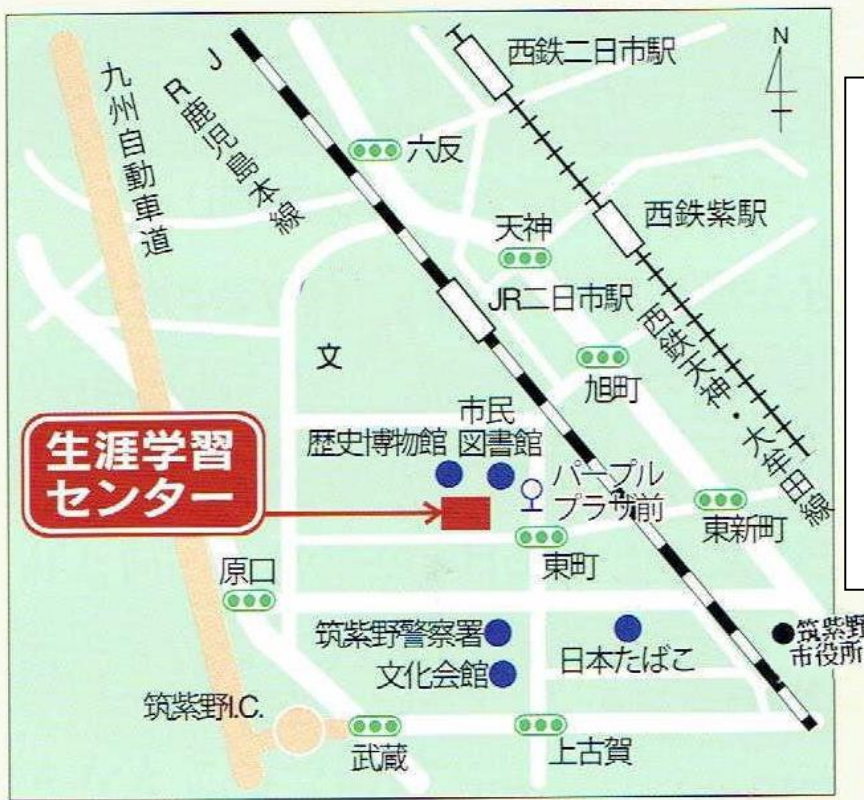 西鉄二日市駅
N
九州自動車道
JR鹿児島本線
六反
西鉄紫駅
天神
JR二日市駅
西鉄天神・大牟田線
文
旭町
市民
歴史博物館 図書館
生涯学習
センター
パープル
プラザ前
東新町
東町
原口
筑紫野警察署
日本たばこ
筑紫野
市役所
文化会館
筑紫野I.C.
武蔵
上古賀